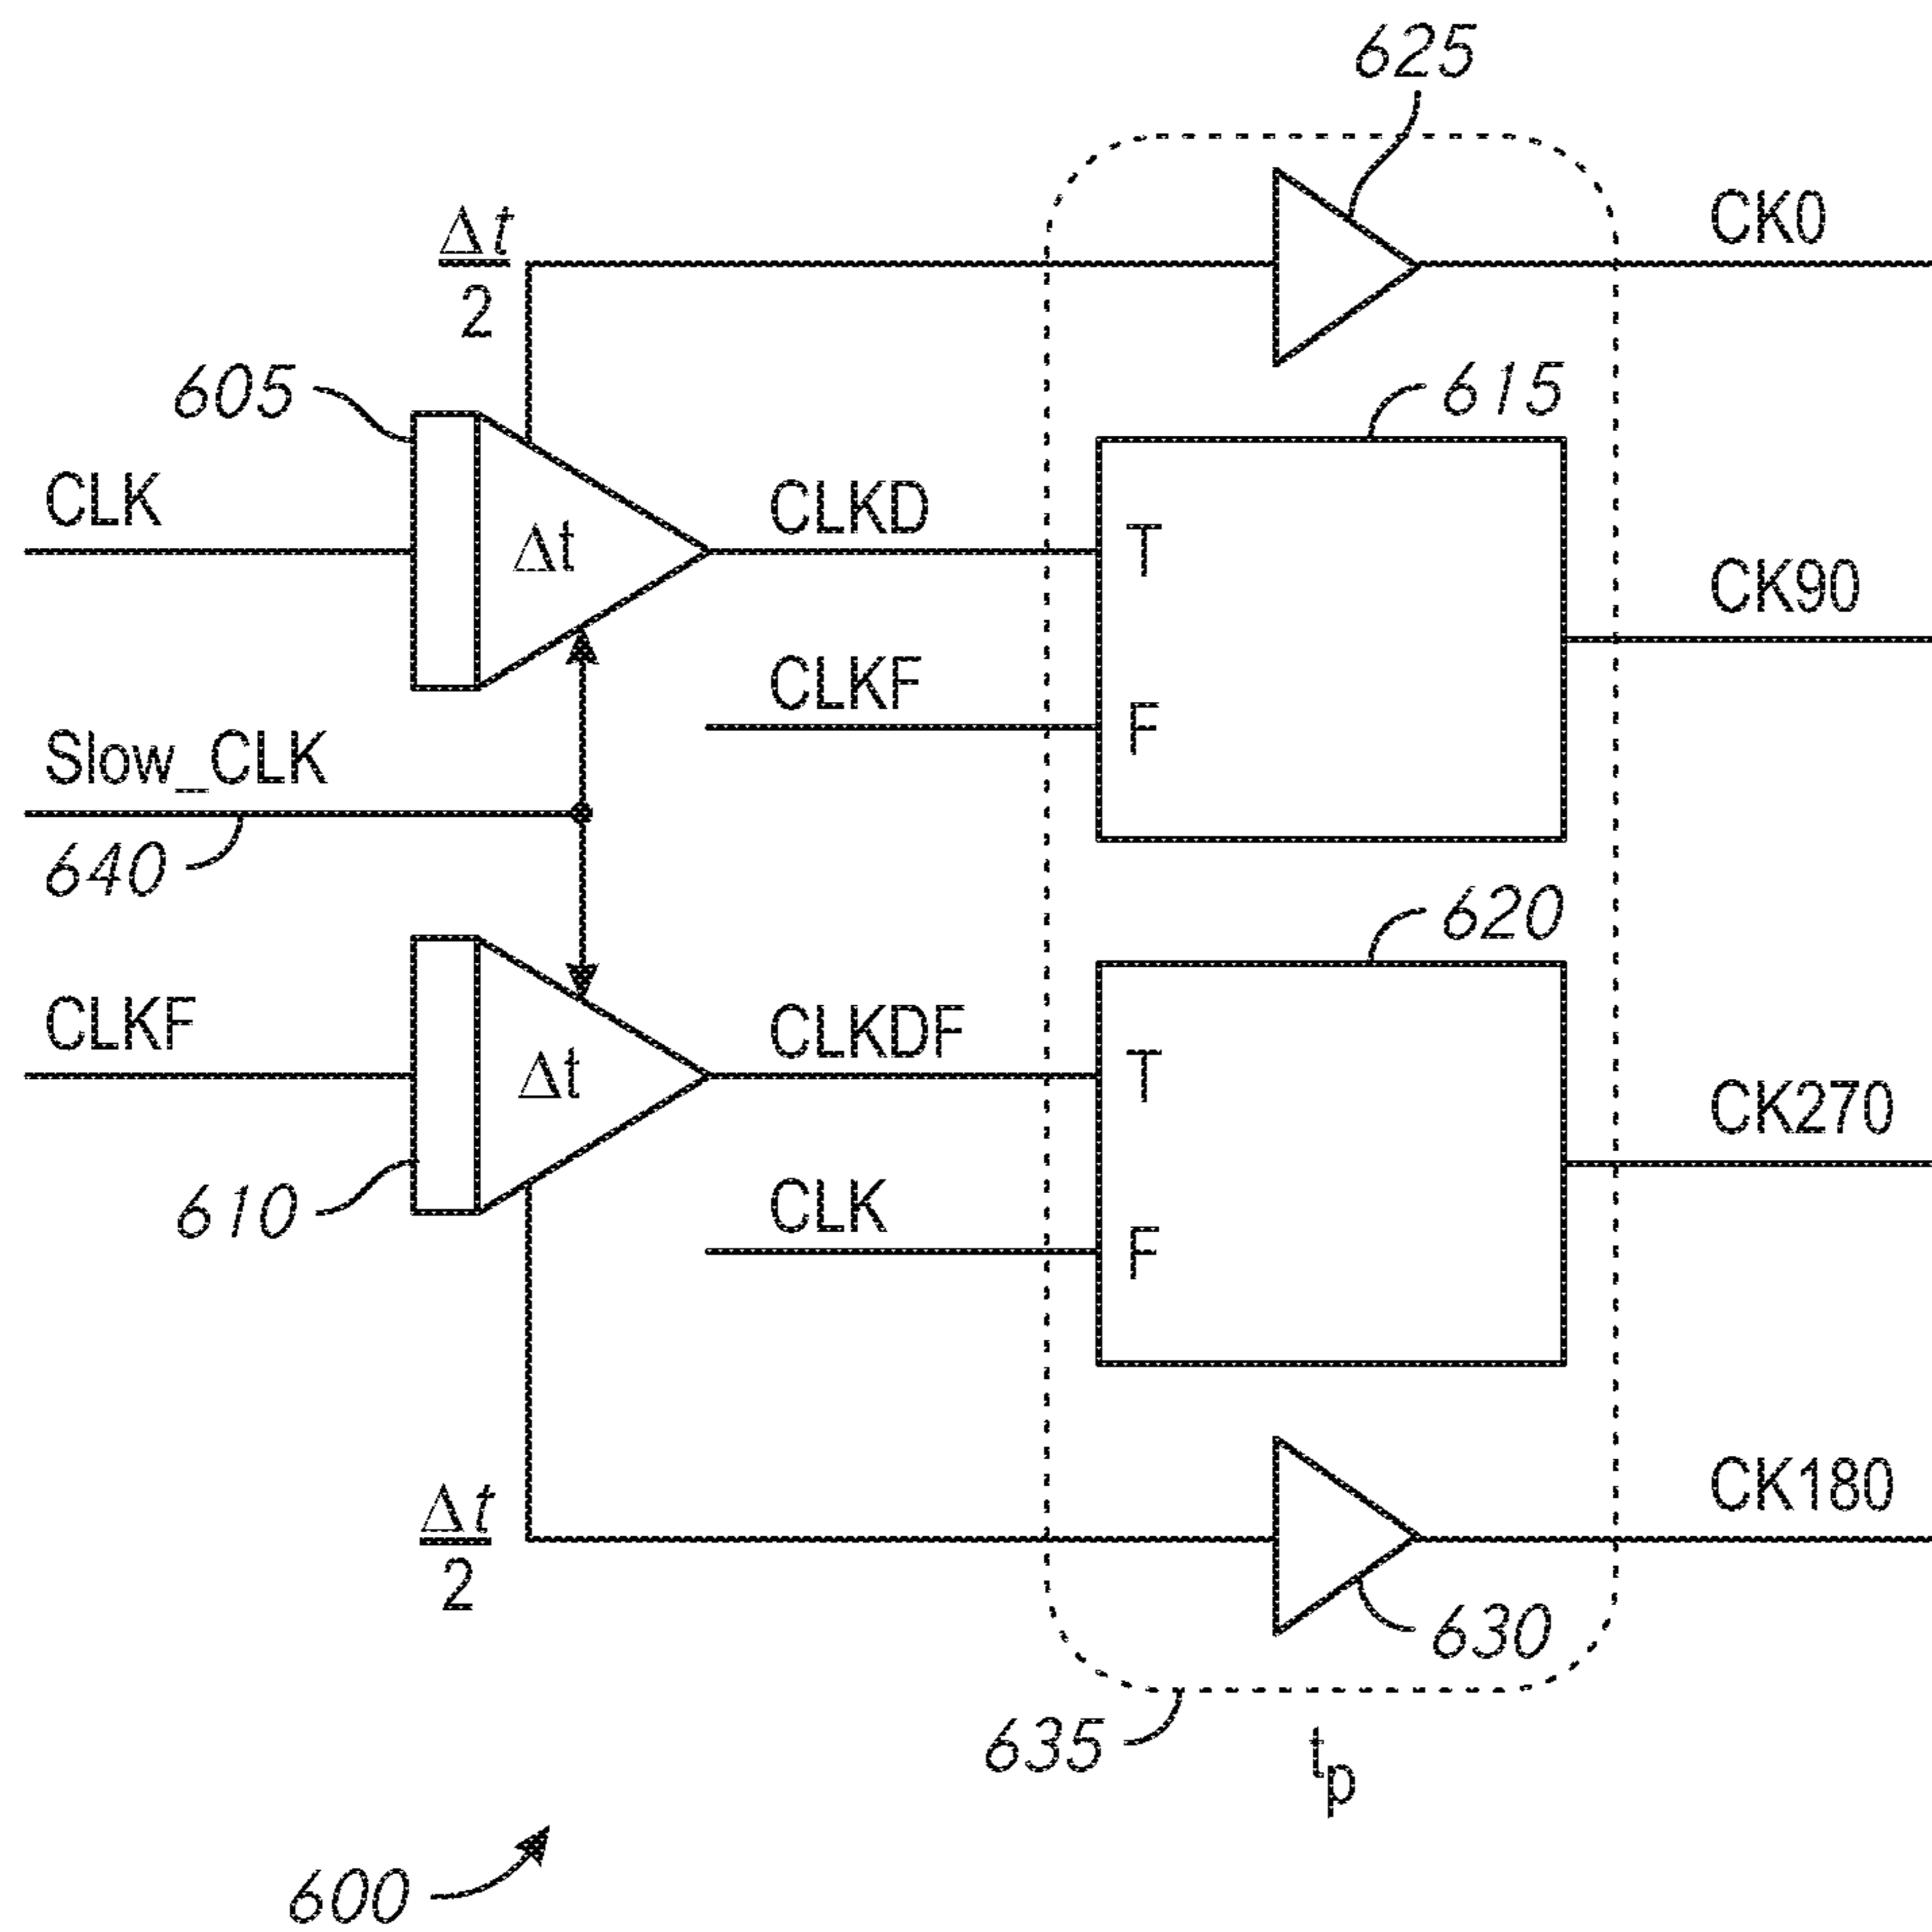 625
CK0
Δt
2
605
615
CLK
Δt
CLKD
T
CK90
CLKF
F
Slow_CLK
640
620
CLKF
Δt
CLKDF
T
CK270
610
CLK
F
Δt
2
CK180
630
635
tp
600